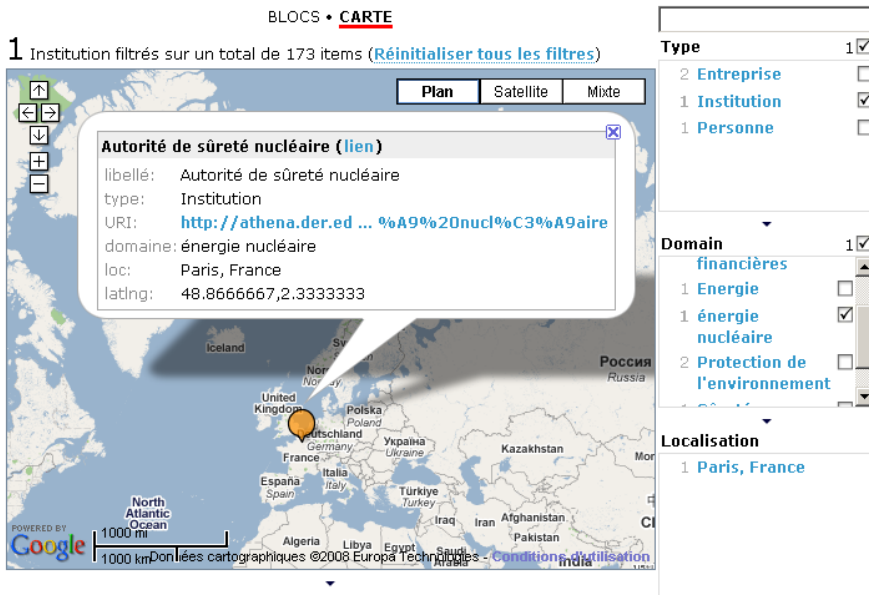 BLOCS • CARTE
1 Institution filtrés sur un total de 173 items (Réinitialiser tous les filtres)
Plan
Satellite
Mixte
Autorité de sûreté nucléaire (lien)
libellé: Autorité de sûreté nucléaire
type: Institution
URI: http://athena.der.ed ... %A9%20nucl%C3%A9aire
domaine: énergie nucléaire
loc: Paris, France
latlng: 48.8666667,2.3333333
Iceland
Norway
Россия
Russia
United
Kingdom
Polska
Poland
Deutschland
Germany
Україна
Ukraine
Kazakhstan
France
Italia
Italy
España
Spain
Türkiye
Turkey
North
Atlantic
Ocean
Iraq
Iran
Afghanistan
Pakistan
Algeria
Libya
Egypt
Saudi
Arabia
India
POWERED BY
Google
1000 mi
1000 km
Données cartographiques ©2008 Europa Technologies - Conditions d'utilisation
Type 1
2 Entreprise
1 Institution
1 Personne
Domain 1
financières
1 Energie
1 énergie
nucléaire
2 Protection de
l'environnement
Localisation
1 Paris, France